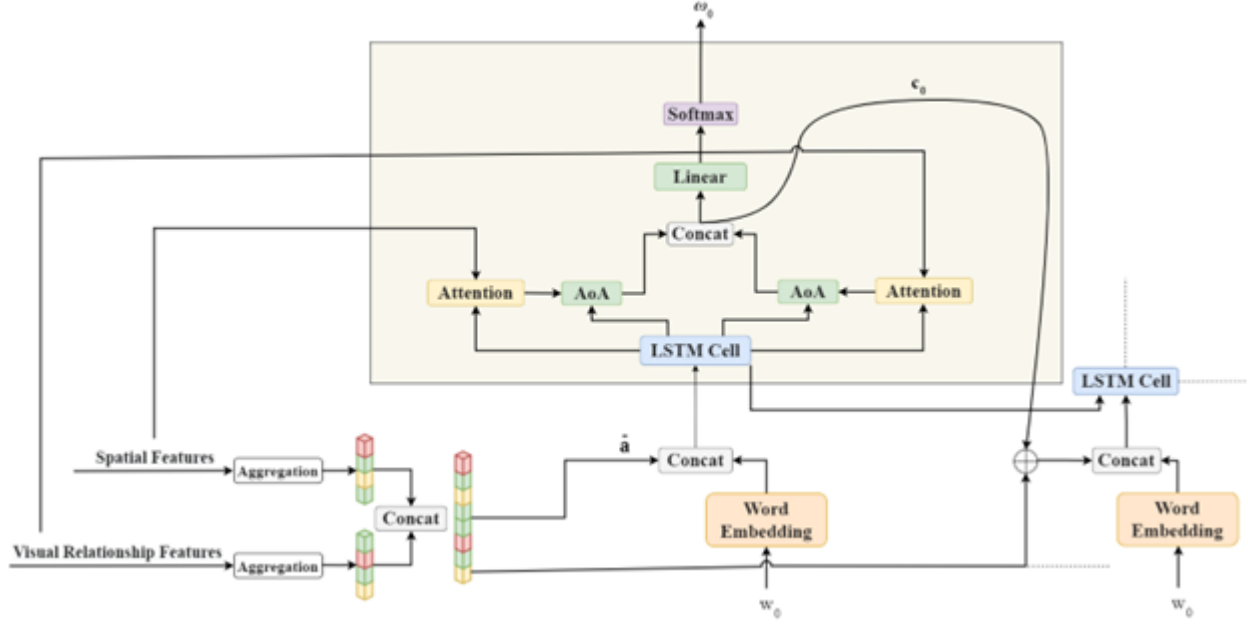 ω₀
c₀
Softmax
Linear
Concat
Attention
AoA
AoA
Attention
LSTM Cell
LSTM Cell
Spatial Features
Aggregation
ā
Concat
Concat
Concat
Word
Embedding
Word
Embedding
Visual Relationship Features
Aggregation
w₀
w₀